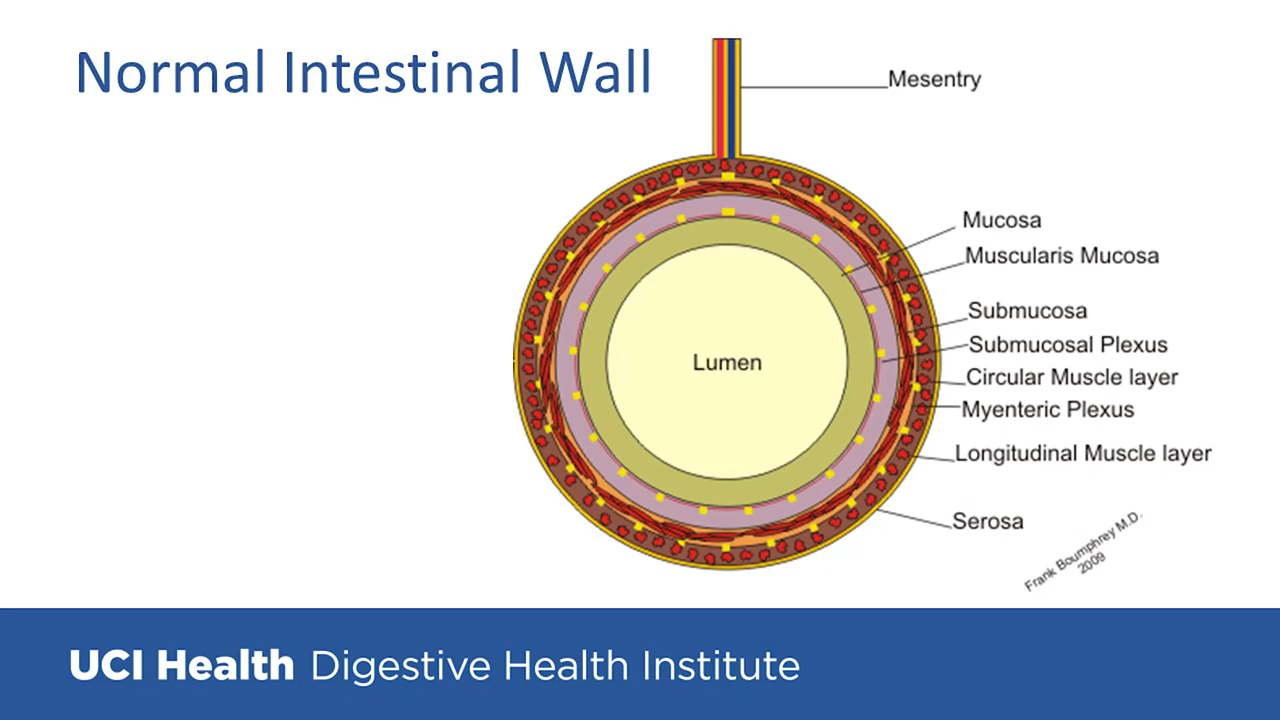 Normal Intestinal Wall
Mesentry
Mucosa
Muscularis Mucosa
Submucosa
Submucosal Plexus
Lumen
Circular Muscle layer
Myenteric Plexus
Longitudinal Muscle layer
Serosa
Frank Boumphrey M.D.
2009
UCI Health Digestive Health Institute